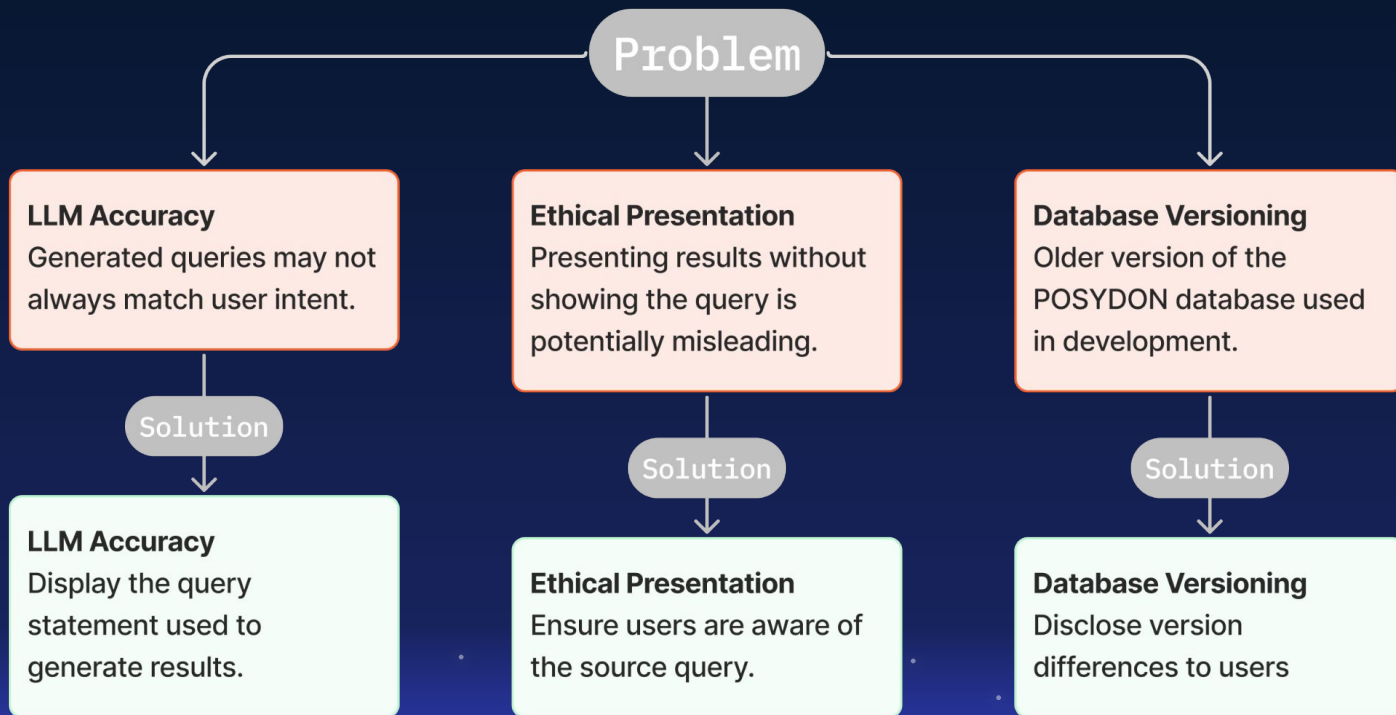 Problem
LLM Accuracy
Generated queries may not
always match user intent.
Ethical Presentation
Presenting results without
showing the query is
potentially misleading.
Database Versioning
Older version of the
POSYDON database used
in development.
Solution
Solution
Solution
LLM Accuracy
Display the query
statement used to
generate results.
Ethical Presentation
Ensure users are aware of
the source query.
Database Versioning
Disclose version
differences to users